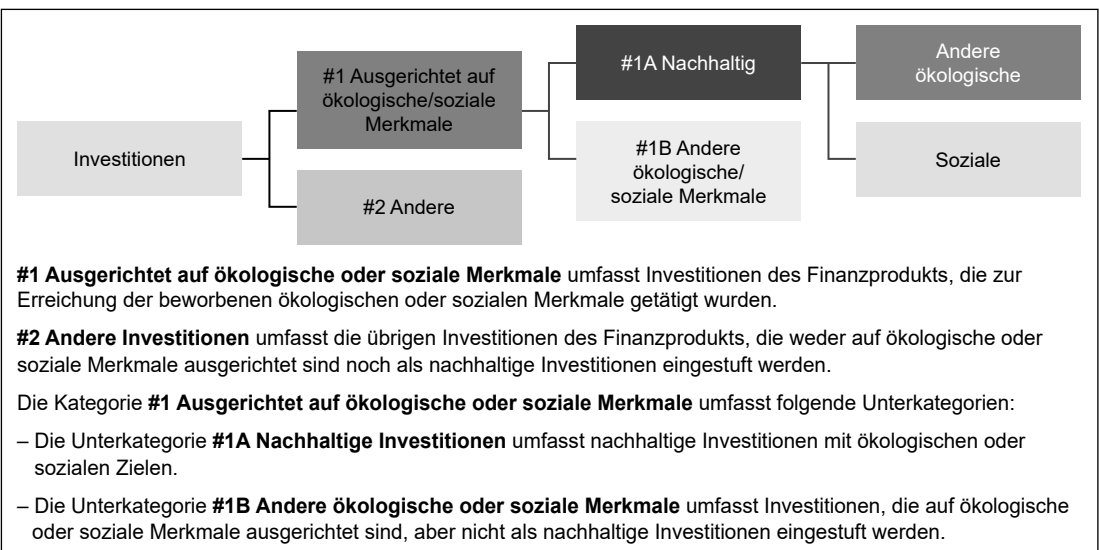 Investitionen
#1 Ausgerichtet auf
ökologische/soziale
Merkmale
#2 Andere
#1A Nachhaltig
#1B Andere
ökologische/
soziale Merkmale
Andere
ökologische
Soziale
#1 Ausgerichtet auf ökologische oder soziale Merkmale umfasst Investitionen des Finanzprodukts, die zur
Erreichung der beworbenen ökologischen oder sozialen Merkmale getätigt wurden.
#2 Andere Investitionen umfasst die übrigen Investitionen des Finanzprodukts, die weder auf ökologische oder
soziale Merkmale ausgerichtet sind noch als nachhaltige Investitionen eingestuft werden.
Die Kategorie #1 Ausgerichtet auf ökologische oder soziale Merkmale umfasst folgende Unterkategorien:
– Die Unterkategorie #1A Nachhaltige Investitionen umfasst nachhaltige Investitionen mit ökologischen oder
sozialen Zielen.
– Die Unterkategorie #1B Andere ökologische oder soziale Merkmale umfasst Investitionen, die auf ökologische
oder soziale Merkmale ausgerichtet sind, aber nicht als nachhaltige Investitionen eingestuft werden.